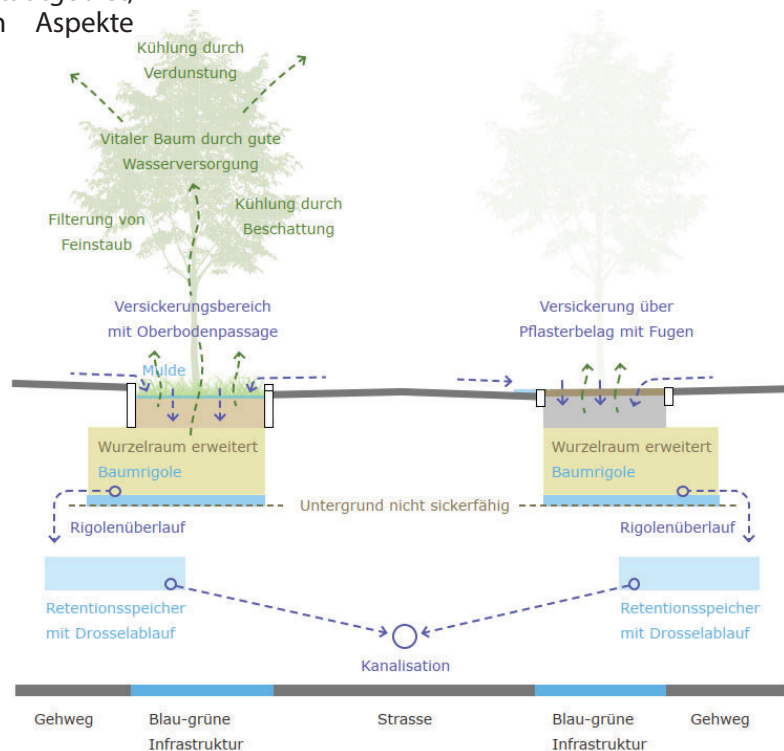 Aspekte
Kühlung durch
Verdunstung
Vitaler Baum durch gute
Wasserversorgung
Filterung von
Feinstaub
Kühlung durch
Beschattung
Versickerungsbereich
mit Oberbodenpassage
Versickerung über
Pflasterbelag mit Fugen
Mulde
Wurzelraum erweitert
Baumrigole
Wurzelraum erweitert
Baumrigole
Untergrund nicht sickerfähig
Rigolenüberlauf
Rigolenüberlauf
Retentionsspeicher
mit Drosselablauf
Retentionsspeicher
mit Drosselablauf
Kanalisation
Gehweg
Blau-grüne
Infrastruktur
Strasse
Blau-grüne
Infrastruktur
Gehweg